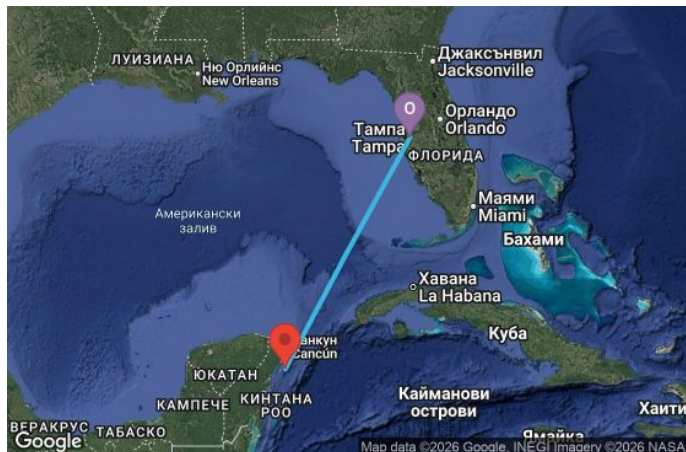 ЛУИЗИАНА
Ню Орлийнс
New Orleans
Джаксънвил
Jacksonville
O
Орландо
Orlando
Тампа
Tampa
ФЛОРИДА
Американски
залив
Маями
Miami
Бахами
Хавана
La Habana
Куба
анкун
Cancún
ЮКАТАН
КАМПЕЧЕ
КИНТАНА
РОО
Кайманови
острови
Хаити
ВЕРАКРУС
ТАБАСКО
Ямайка
Google
Map data ©2026 Google, INEGI Imagery ©2026 NASA